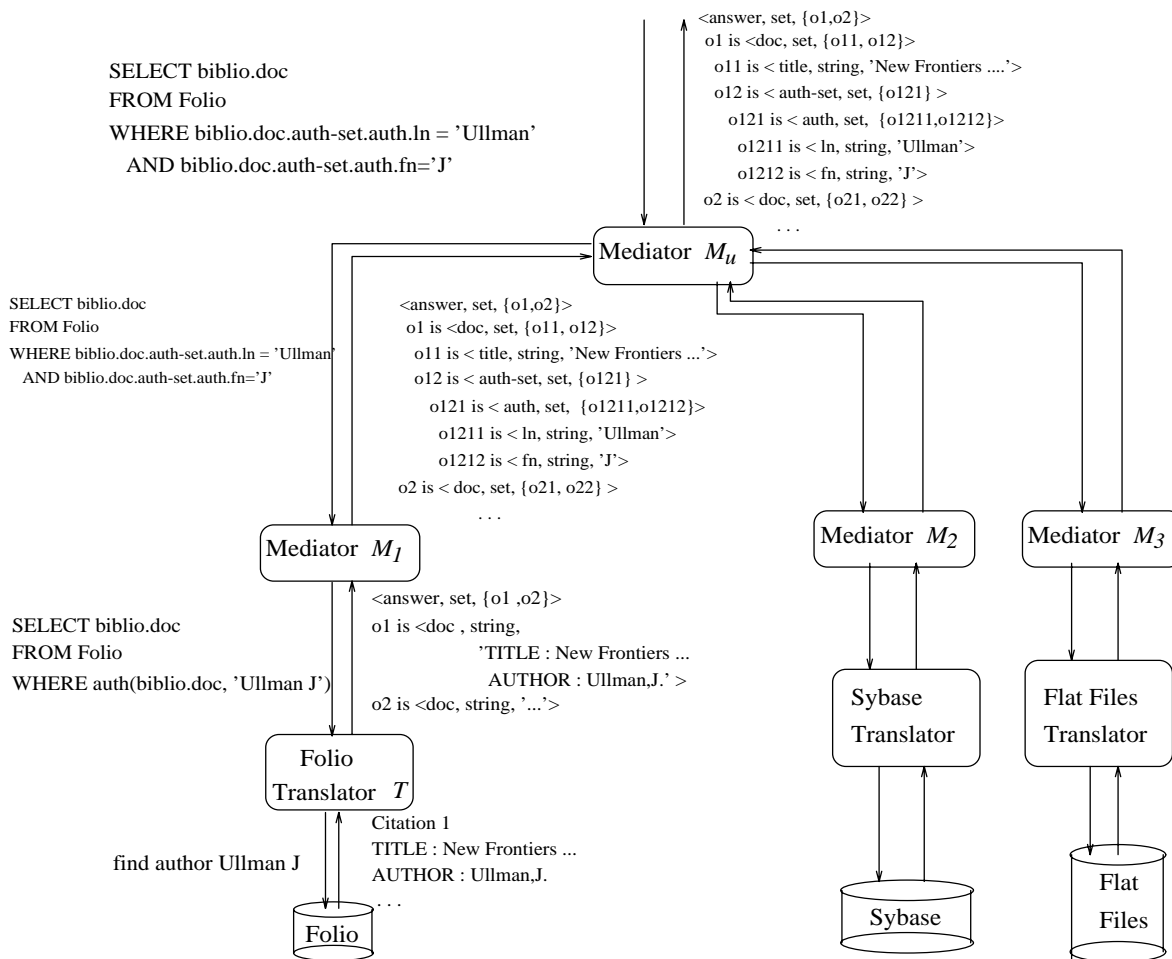 SELECT biblio.doc
FROM Folio
WHERE biblio.doc.auth-set.auth.ln = 'Ullman'
AND biblio.doc.auth-set.auth.fn='J'
<answer, set, {o1,o2}>
o1 is <doc, set, {o11, o12}>
o11 is < title, string, 'New Frontiers ....'>
o12 is < auth-set, set, {o121} >
o121 is < auth, set, {o1211,o1212}>
o1211 is < ln, string, 'Ullman'>
o1212 is < fn, string, 'J'>
o2 is < doc, set, {o21, o22} >
. . .
Mediator M_u
SELECT biblio.doc
FROM Folio
WHERE biblio.doc.auth-set.auth.ln = 'Ullman'
AND biblio.doc.auth-set.auth.fn='J'
<answer, set, {o1,o2}>
o1 is <doc, set, {o11, o12}>
o11 is < title, string, 'New Frontiers ...'>
o12 is < auth-set, set, {o121} >
o121 is < auth, set, {o1211,o1212}>
o1211 is < ln, string, 'Ullman'>
o1212 is < fn, string, 'J'>
o2 is < doc, set, {o21, o22} >
. . .
Mediator M_1
Mediator M_2
Mediator M_3
SELECT biblio.doc
FROM Folio
WHERE auth(biblio.doc, 'Ullman J')
<answer, set, {o1 ,o2}>
o1 is <doc , string,
'TITLE : New Frontiers ...
AUTHOR : Ullman,J.' >
o2 is <doc, string, '...'>
Folio
Translator T
Sybase
Translator
Flat Files
Translator
find author Ullman J
Citation 1
TITLE : New Frontiers ...
AUTHOR : Ullman,J.
. . .
Folio
Sybase
Flat
Files